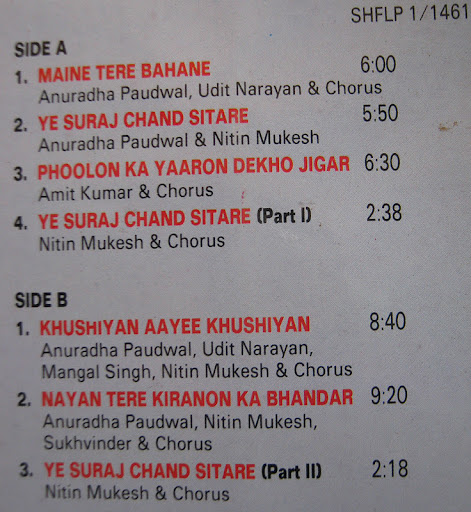 SHFLP 1/1461
SIDE A
1. MAINE TERE BAHANE 6:00
Anuradha Paudwal, Udit Narayan & Chorus
2. YE SURAJ CHAND SITARE 5:50
Anuradha Paudwal & Nitin Mukesh
3. PHOOLON KA YAARON DEKHO JIGAR 6:30
Amit Kumar & Chorus
4. YE SURAJ CHAND SITARE (Part I) 2:38
Nitin Mukesh & Chorus
SIDE B
1. KHUSHIYAN AAYEE KHUSHIYAN 8:40
Anuradha Paudwal, Udit Narayan,
Mangal Singh, Nitin Mukesh & Chorus
2. NAYAN TERE KIRANON KA BHANDAR 9:20
Anuradha Paudwal, Nitin Mukesh,
Sukhvinder & Chorus
3. YE SURAJ CHAND SITARE (Part II) 2:18
Nitin Mukesh & Chorus